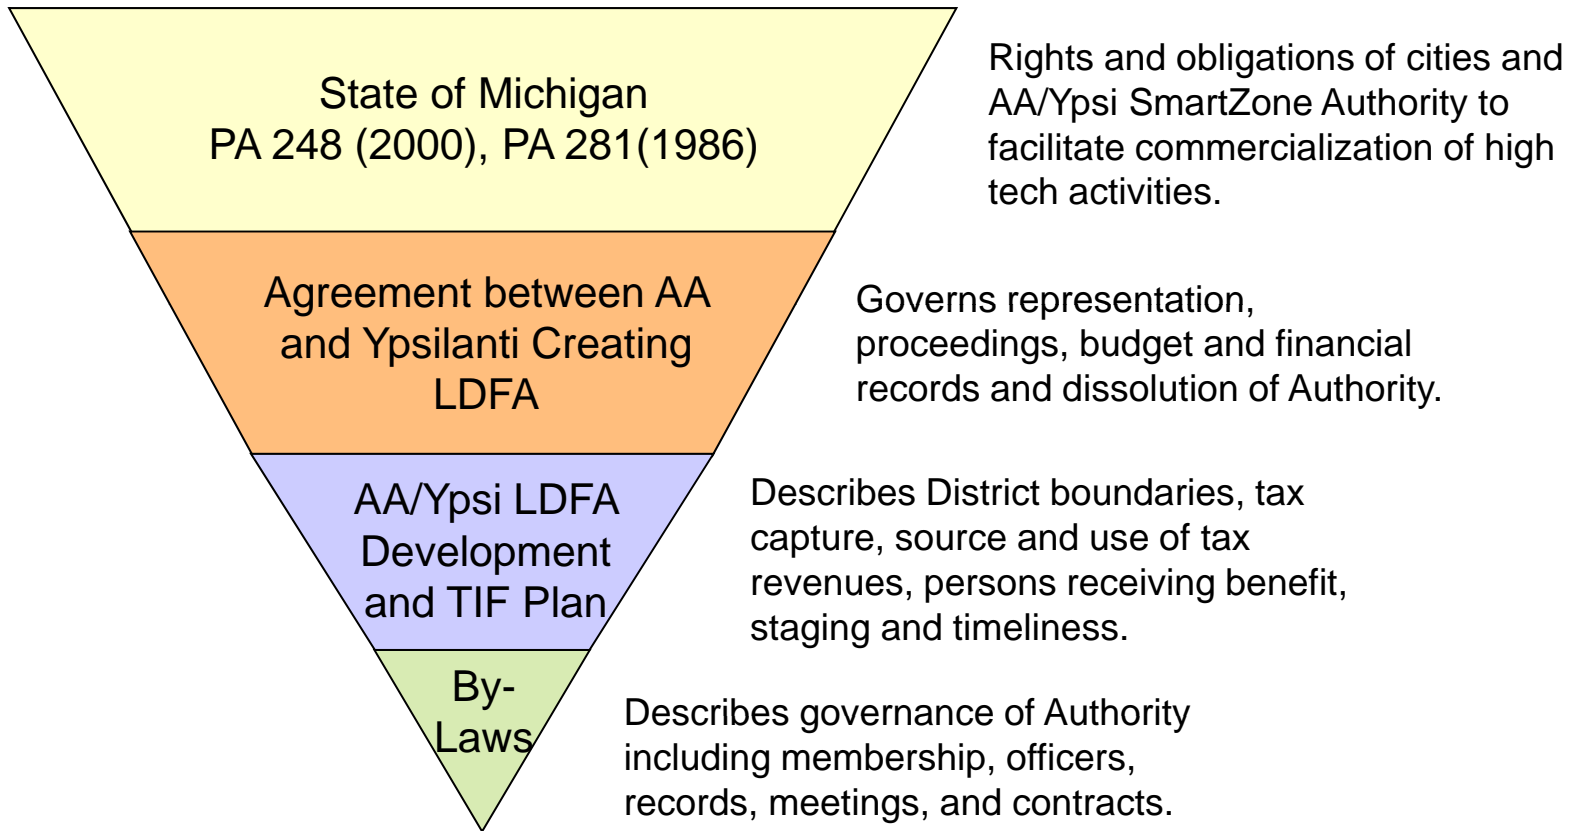 State of Michigan
PA 248 (2000), PA 281(1986)
Rights and obligations of cities and
AA/Ypsi SmartZone Authority to
facilitate commercialization of high
tech activities.
Agreement between AA
and Ypsilanti Creating
LDFA
Governs representation,
proceedings, budget and financial
records and dissolution of Authority.
AA/Ypsi LDFA
Development
and TIF Plan
Describes District boundaries, tax
capture, source and use of tax
revenues, persons receiving benefit,
staging and timeliness.
By-
Laws
Describes governance of Authority
including membership, officers,
records, meetings, and contracts.